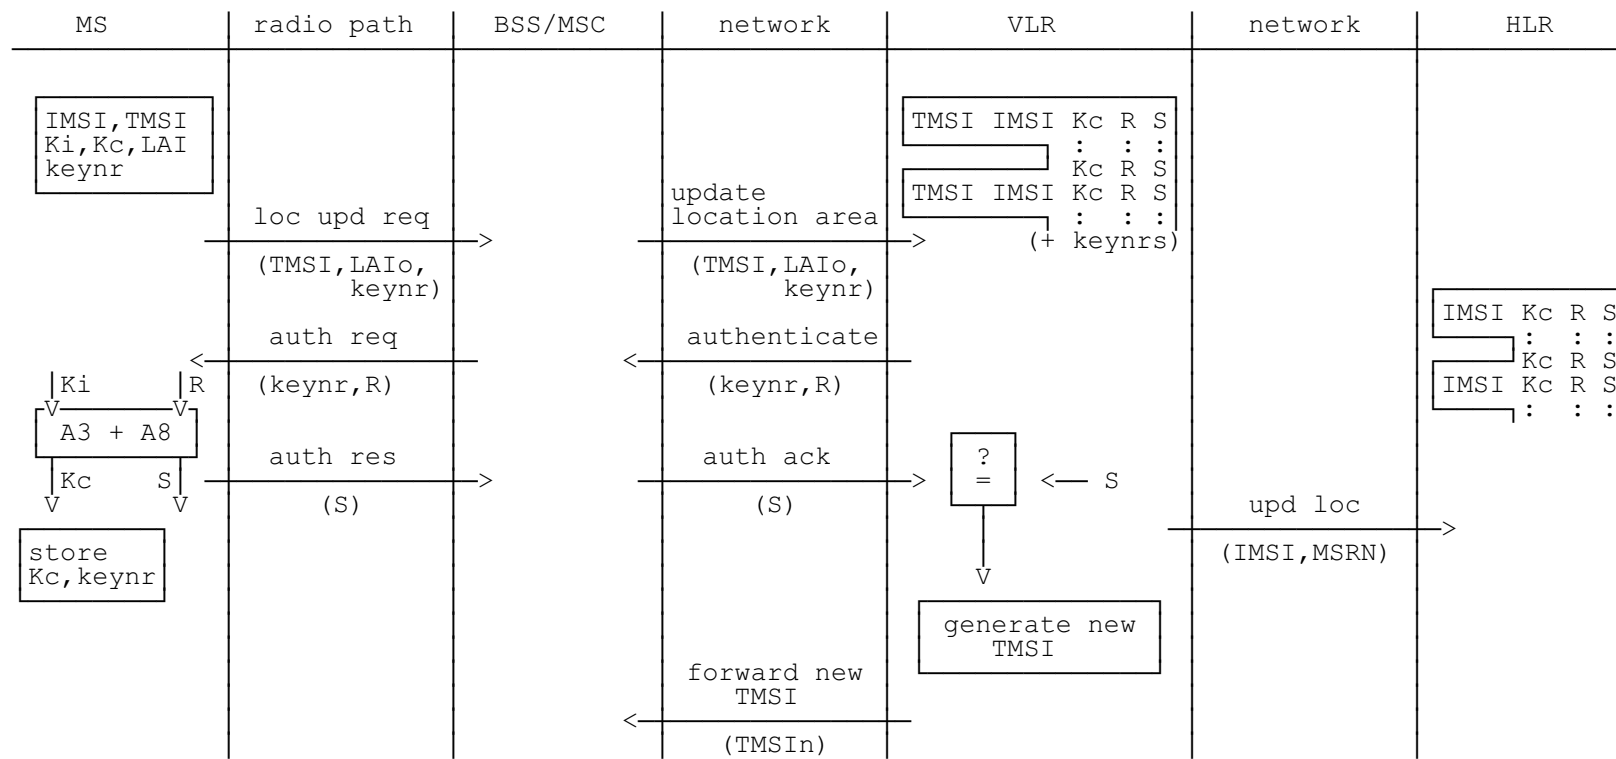 MS radio path BSS/MSC network VLR network HLR
IMSI,TMSI TMSI IMSI Kc R S
Ki,Kc,LAI : : :
keynr Kc R S
update TMSI IMSI Kc R S
loc upd req location area : : :
> > (+ keynrs)
(TMSI,LAIo, (TMSI,LAIo,
keynr) keynr)
IMSI Kc R S
auth req authenticate : : :
< < Kc R S
Ki R (keynr,R) (keynr,R) IMSI Kc R S
V V : : :
A3 + A8
auth res auth ack ?
Kc S > > = < S
V V (S) (S) upd loc
>
store (IMSI,MSRN)
Kc,keynr V
generate new
TMSI
forward new
TMSI
<
(TMSIn)